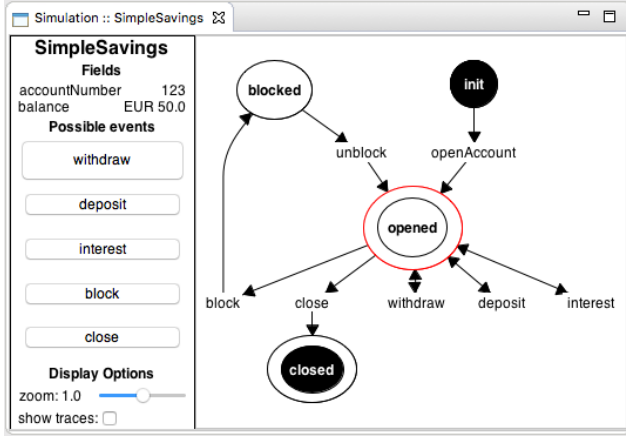 Simulation :: SimpleSavings
SimpleSavings
Fields
accountNumber 123
balance EUR 50.0
Possible events
withdraw
deposit
interest
block
close
Display Options
zoom: 1.0
show traces:
blocked
init
unblock
openAccount
opened
block
close
withdraw
deposit
interest
closed